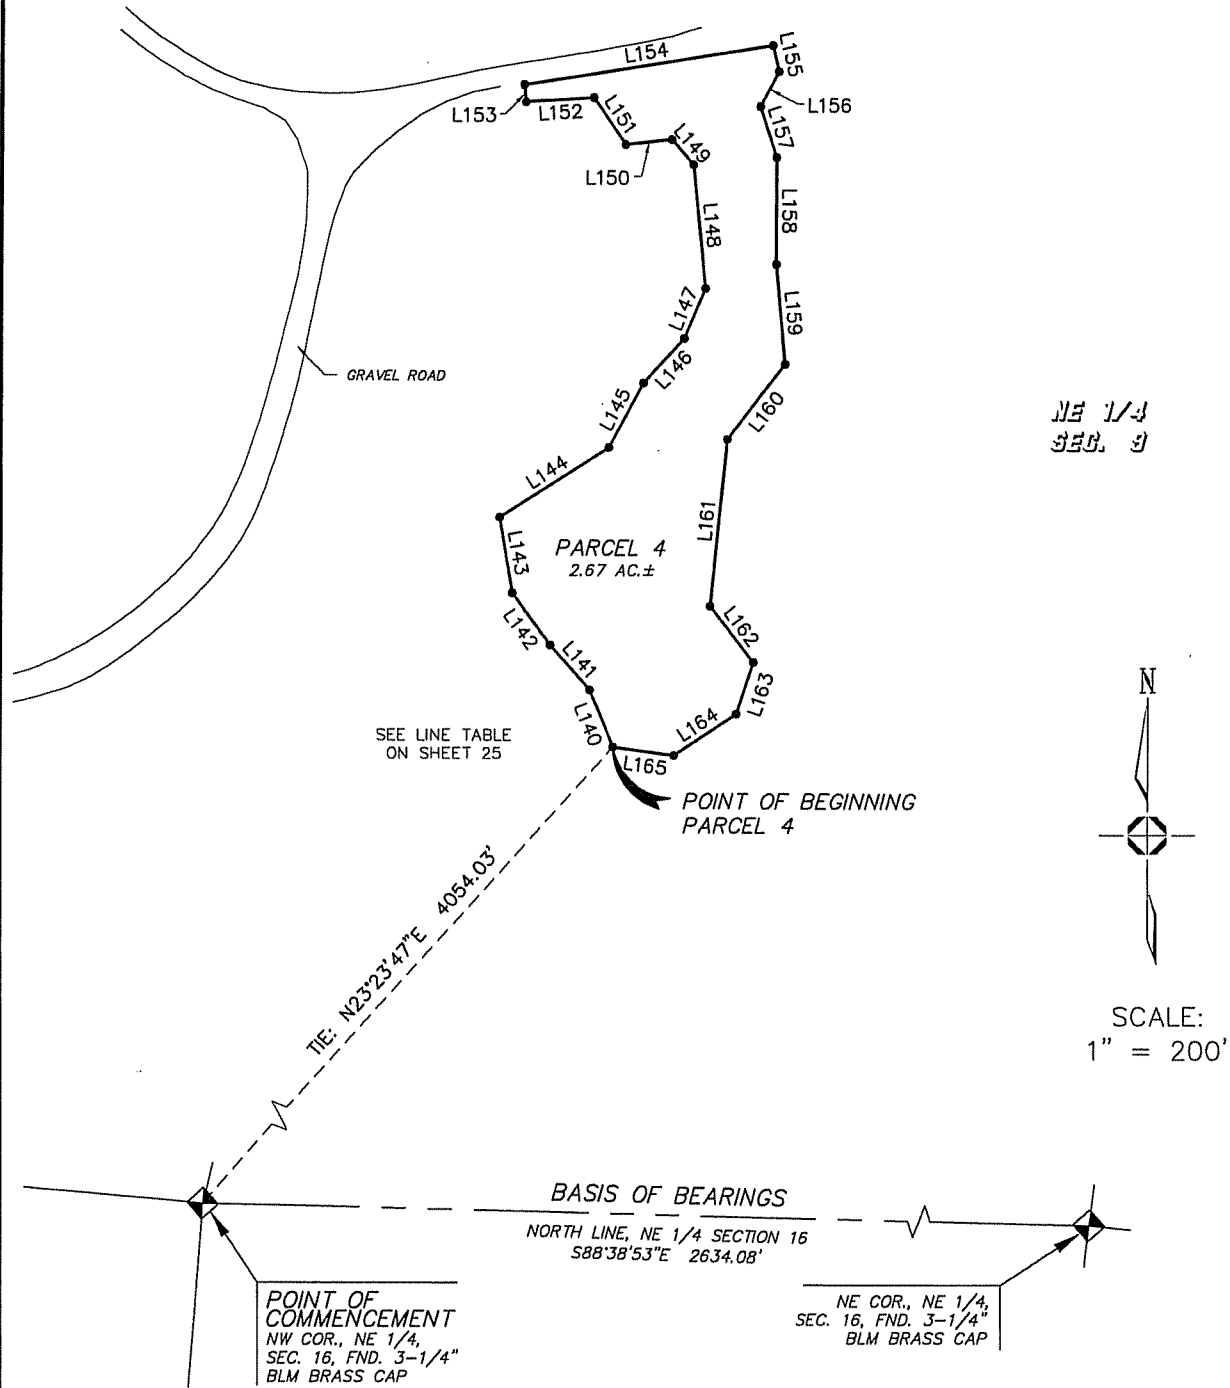 L154
L155
L153
L152
L151
L156
L157
L150
L149
L148
L158
L147
L159
L146
GRAVEL ROAD
L145
L160
NE 1/4
SEC. 9
L144
L161
L143
PARCEL 4
2.67 AC.±
L142
L162
L141
L163
L140
L164
L165
SEE LINE TABLE
ON SHEET 25
N
POINT OF BEGINNING
PARCEL 4
TIE: N23°23'47"E 4054.03'
SCALE:
1" = 200'
BASIS OF BEARINGS
NORTH LINE, NE 1/4 SECTION 16
S88°38'53"E 2634.08'
POINT OF
COMMENCEMENT
NW COR., NE 1/4,
SEC. 16, FND. 3-1/4"
BLM BRASS CAP
NE COR., NE 1/4,
SEC. 16, FND. 3-1/4"
BLM BRASS CAP